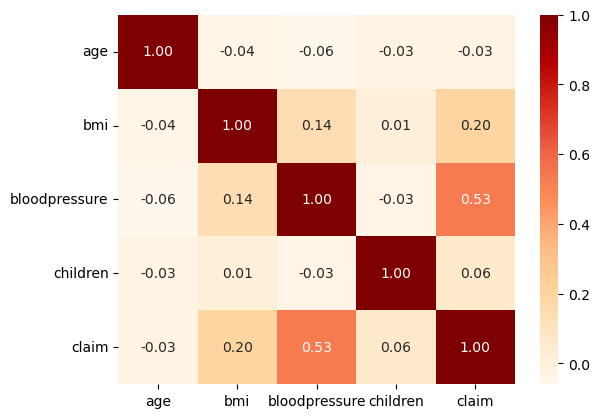 1.0
age 1.00 -0.04 -0.06 -0.03 -0.03
0.8
bmi -0.04 1.00 0.14 0.01 0.20
0.6
bloodpressure -0.06 0.14 1.00 -0.03 0.53
0.4
children -0.03 0.01 -0.03 1.00 0.06
0.2
claim -0.03 0.20 0.53 0.06 1.00
0.0
age bmi bloodpressure children claim